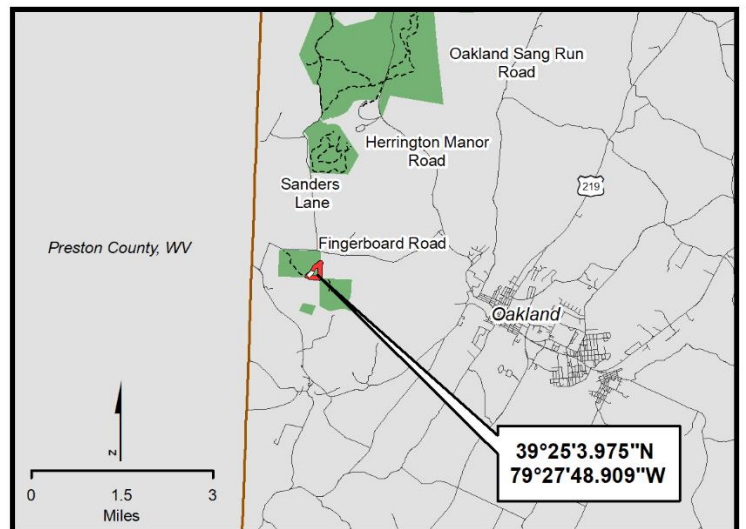 Oakland Sang Run
Road
Herrington Manor
Road
219
Sanders
Lane
Preston County, WV
Fingerboard Road
Oakland
N
39°25'3.975"N
79°27'48.909"W
0 1.5 3
Miles